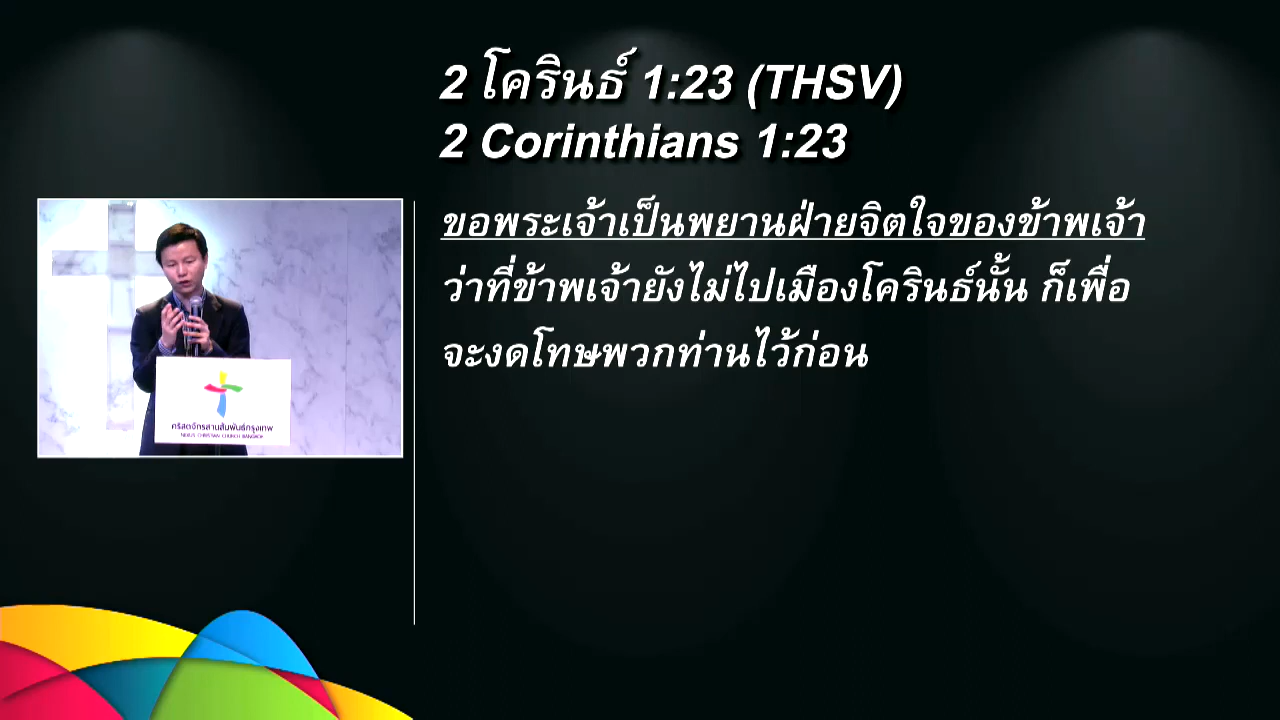 2 โครินธ์ 1:23 (THSV)
2 Corinthians 1:23
ขอพระเจ้าเป็นพยานฝ่ายจิตใจของข้าพเจ้า
ว่าที่ข้าพเจ้ายังไม่ไปเมืองโครินธ์นั้น ก็เพื่อ
จะงดโทษพวกท่านไว้ก่อน
คริสตจักรสานสัมพันธ์กรุงเทพ
NEXUS CHRISTIAN CHURCH BANGKOK